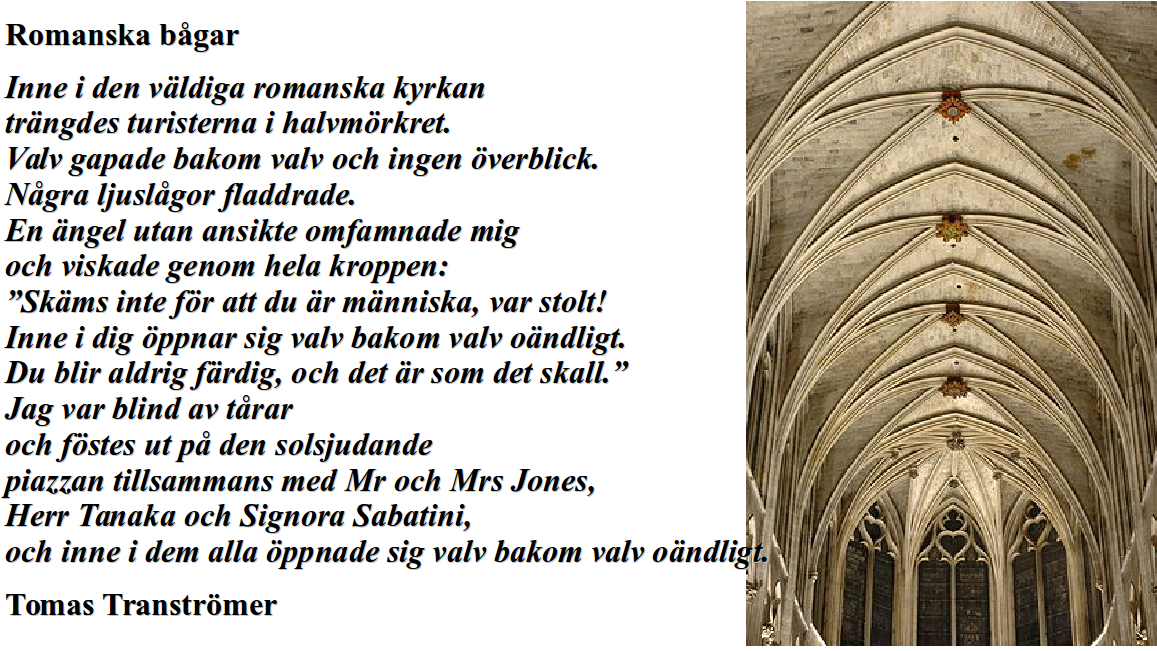 Romanska bågar
Inne i den väldiga romanska kyrkan
trängdes turisterna i halvmörkret.
Valv gapade bakom valv och ingen överblick.
Några ljuslågor fladdrade.
En ängel utan ansikte omfamnade mig
och viskade genom hela kroppen:
”Skäms inte för att du är människa, var stolt!
Inne i dig öppnar sig valv bakom valv oändligt.
Du blir aldrig färdig, och det är som det skall.”
Jag var blind av tårar
och föstes ut på den solsjudande
piazzan tillsammans med Mr och Mrs Jones,
Herr Tanaka och Signora Sabatini,
och inne i dem alla öppnade sig valv bakom valv oändligt.
Tomas Tranströmer